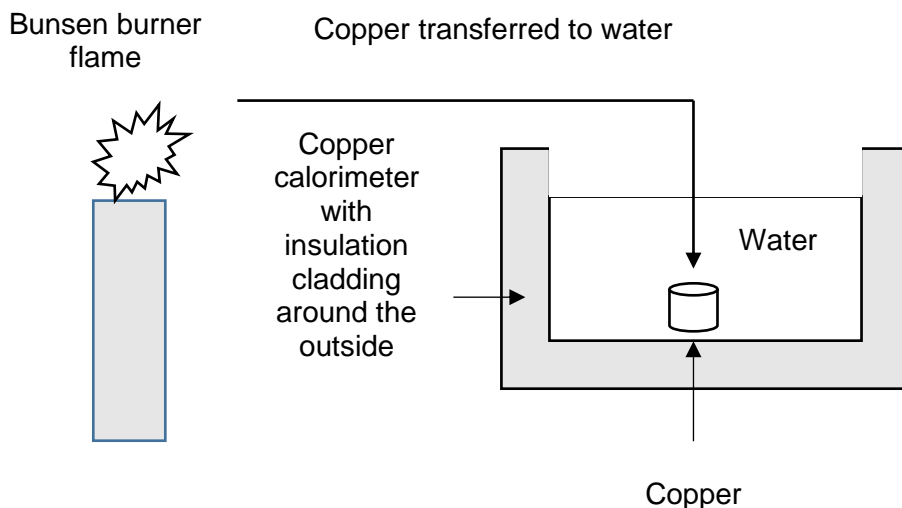 Bunsen burner
flame
Copper transferred to water
Copper
calorimeter
with
insulation
cladding
around the
outside
Water
Copper